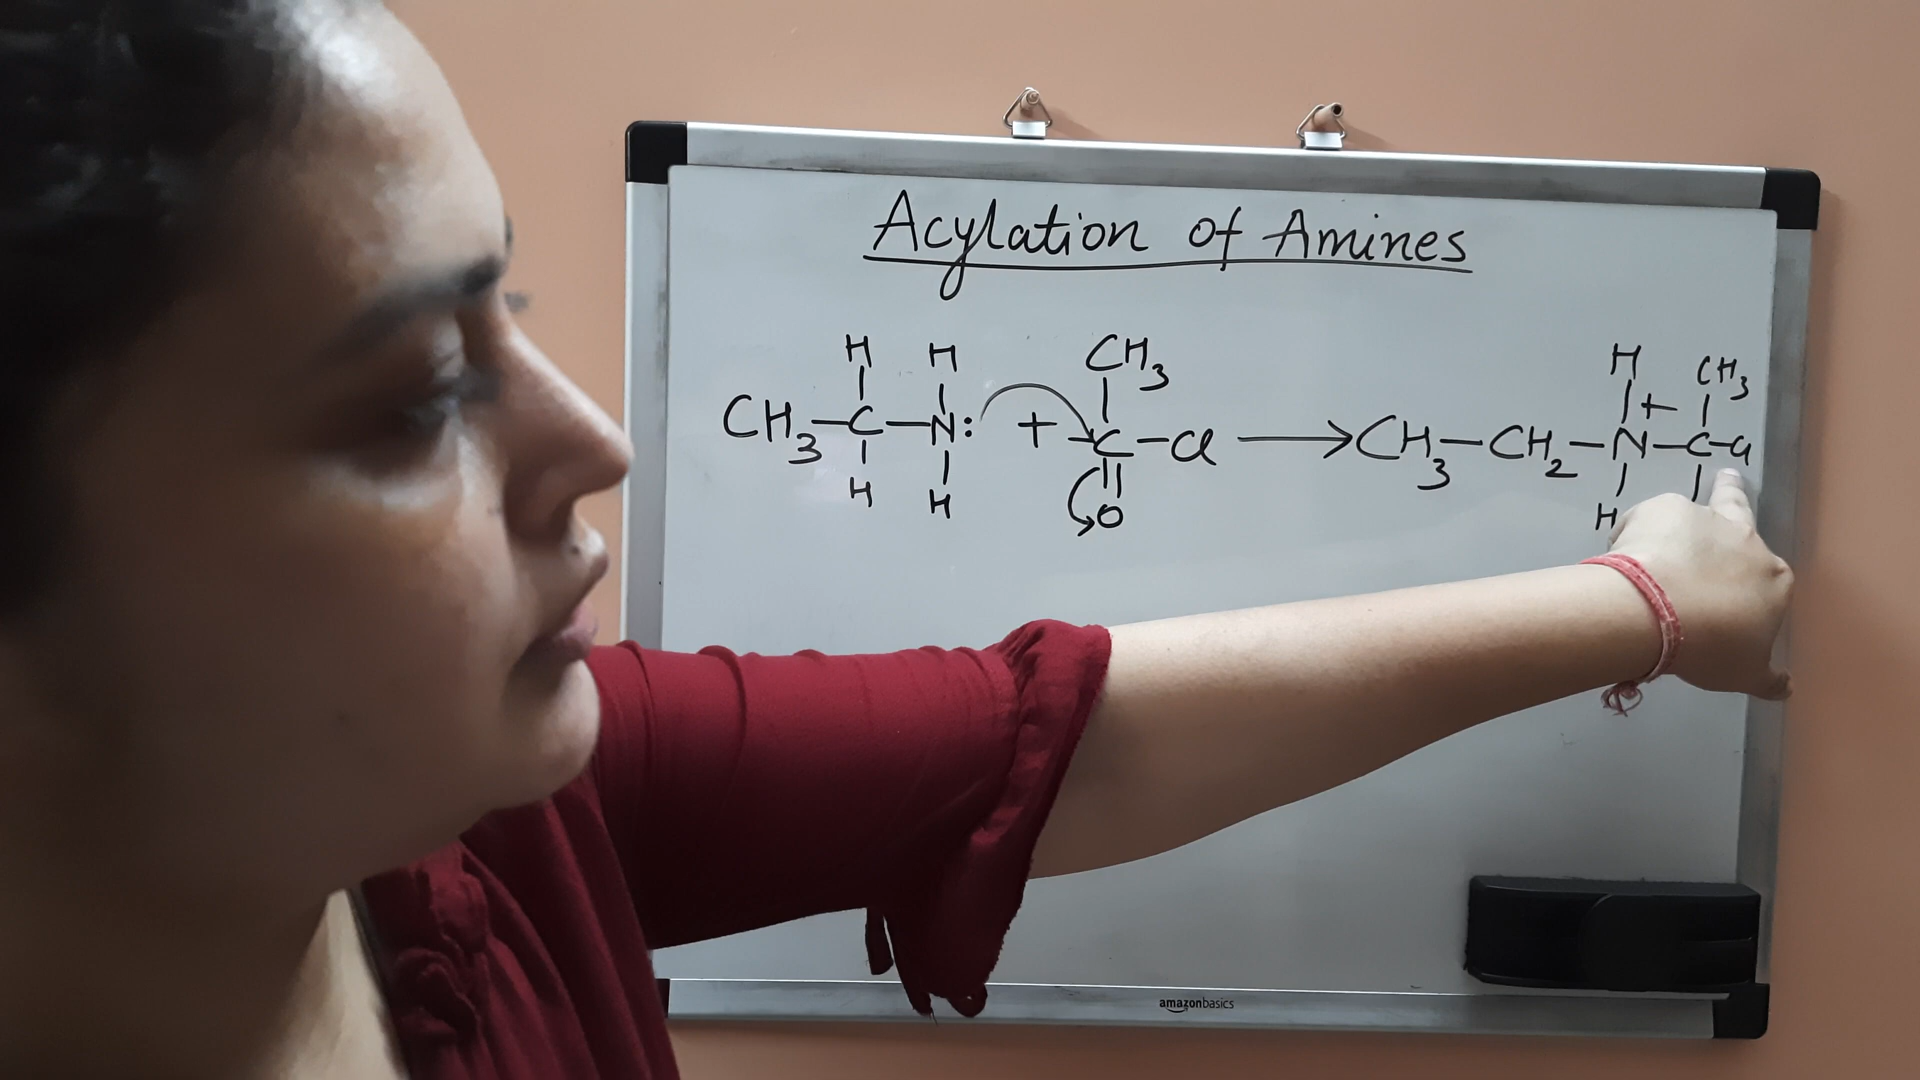 Acylation of Amines
H H CH3 H CH3
CH3—C—N: + —C—Cl ⟶ CH3—CH2—N+—C—Cl
H H O H
amazonbasics